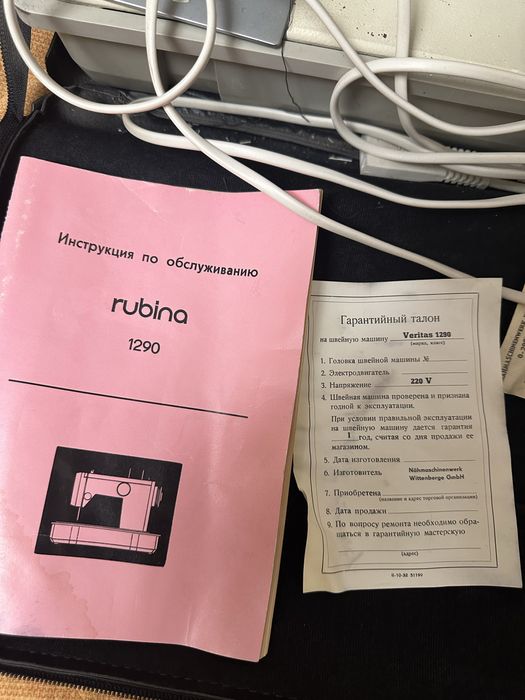 Инструкция по обслуживанию
rubina
1290
Гарантийный талон
на швейную машину Veritas 1290
(марка, класс)
1. Головка швейной машины №
2. Электродвигатель
3. Напряжение 220 V
4. Швейная машина проверена и признана
годной к эксплуатации.
При условии правильной эксплуатации
на швейную машину дается гарантия
1 год, считая со дня продажи ее
магазином.
5. Дата изготовления
6. Изготовитель Nähmaschinenwerk
Wittenberge GmbH
7. Приобретена
(название и адрес торговой организации)
8. Дата продажи
9. По вопросу ремонта необходимо обра-
щаться в гарантийную мастерскую
(адрес)